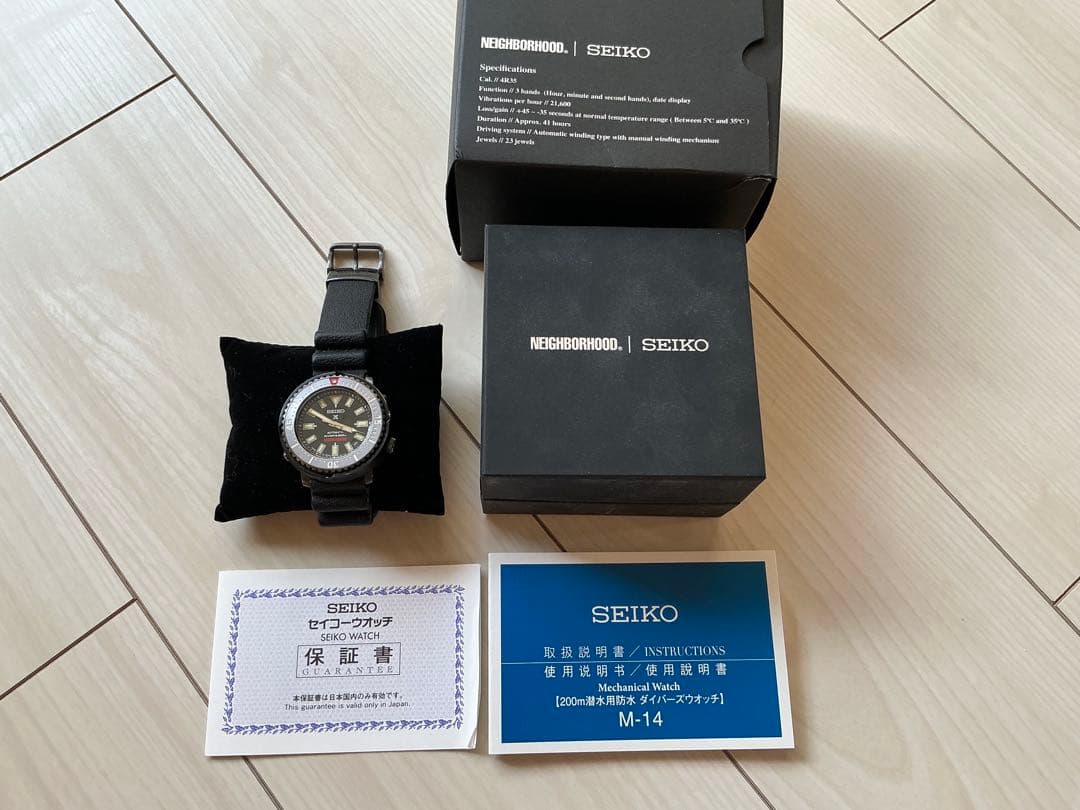 NEIGHBORHOOD® | SEIKO
Specifications
Cal. // 4R35
Function // 3 hands (Hour, minute and second hands), date display
Vibrations per hour // 21,600
Loss/gain // +45 ~ -35 seconds at normal temperature range ( Between 5°C and 35°C )
Duration // Approx. 41 hours
Driving system // Automatic winding type with manual winding mechanism
Jewels // 23 jewels
NEIGHBORHOOD® | SEIKO
SEIKO
SEIKO
セイコーウオッチ
SEIKO WATCH
保証書
GUARANTEE
本保証書は日本国内のみ有効です。
This guarantee is valid only in Japan.
SEIKO
取扱説明書／INSTRUCTIONS
使用说明书／使用說明書
Mechanical Watch
【200m潜水用防水 ダイバーズウオッチ】
M-14